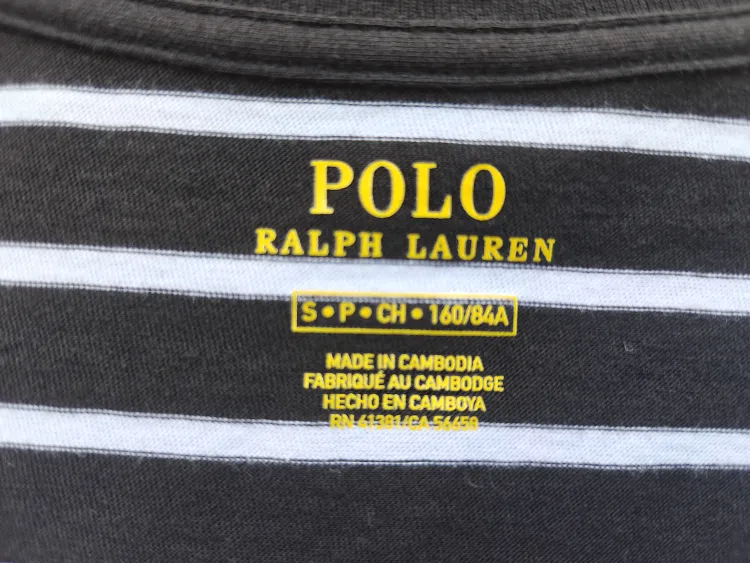 POLO
RALPH LAUREN
S • P • CH • 160/84A
MADE IN CAMBODIA
FABRIQUÉ AU CAMBODGE
HECHO EN CAMBOYA
RN 41381/CA 56658